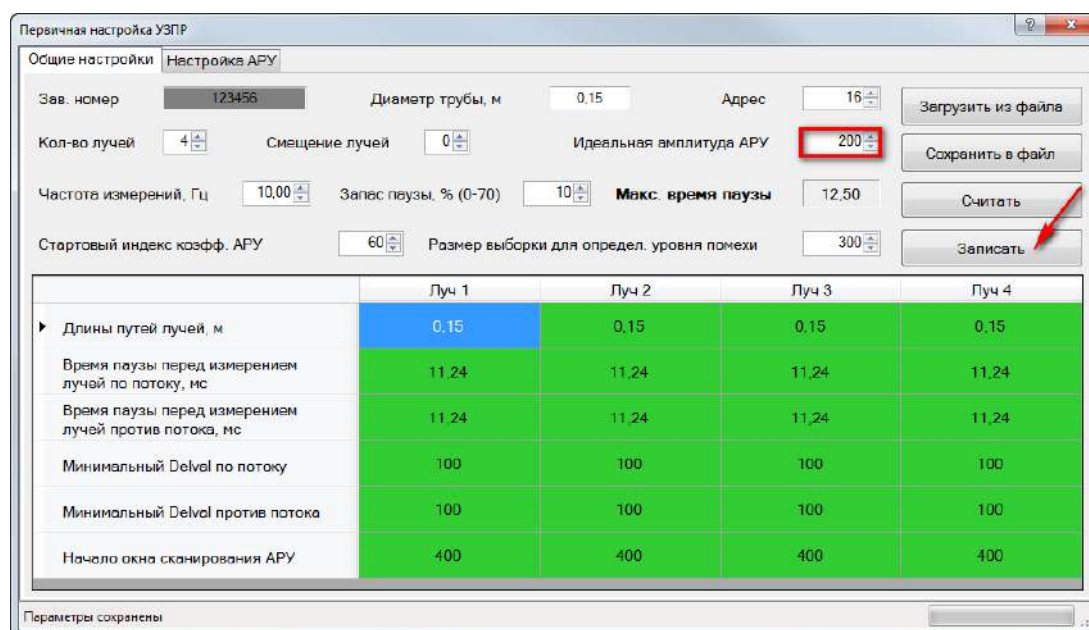 Первичная настройка УЗПР
Общие настройки Настройка АРУ
Зав. номер 123456 Диаметр трубы, м 0,15 Адрес 16 Загрузить из файла
Кол-во лучей 4 Смещение лучей 0 Идеальная амплитуда АРУ 200 Сохранить в файл
Частота измерений, Гц 10,00 Запас паузы, % (0-70) 10 Макс. время паузы 12,50 Считать
Стартовый индекс коэфф. АРУ 60 Размер выборки для определ. уровня помехи 300 Записать
Луч 1 Луч 2 Луч 3 Луч 4
Длины путей лучей, м 0,15 0,15 0,15 0,15
Время паузы перед измерением
лучей по потоку, мс 11,24 11,24 11,24 11,24
Время паузы перед измерением
лучей против потока, мс 11,24 11,24 11,24 11,24
Минимальный Delval по потоку 100 100 100 100
Минимальный Delval против потока 100 100 100 100
Начало окна сканирования АРУ 400 400 400 400
Параметры сохранены